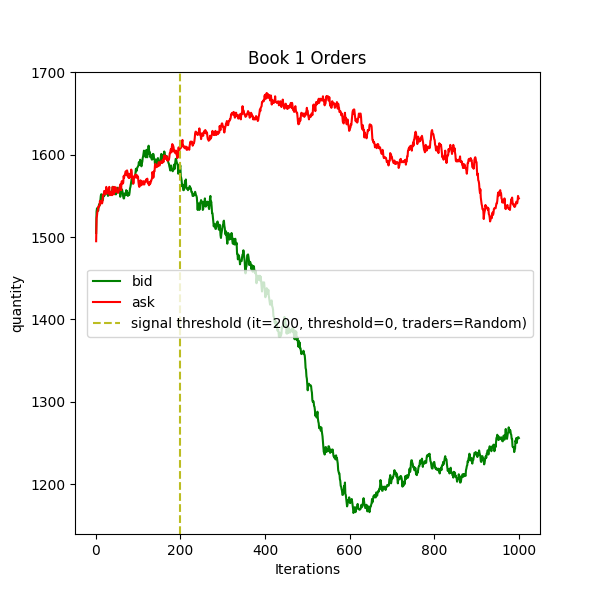 Book 1 Orders
1700
1600
1500
1400
1300
1200
quantity
bid
ask
signal threshold (it=200, threshold=0, traders=Random)
0 200 400 600 800 1000
Iterations